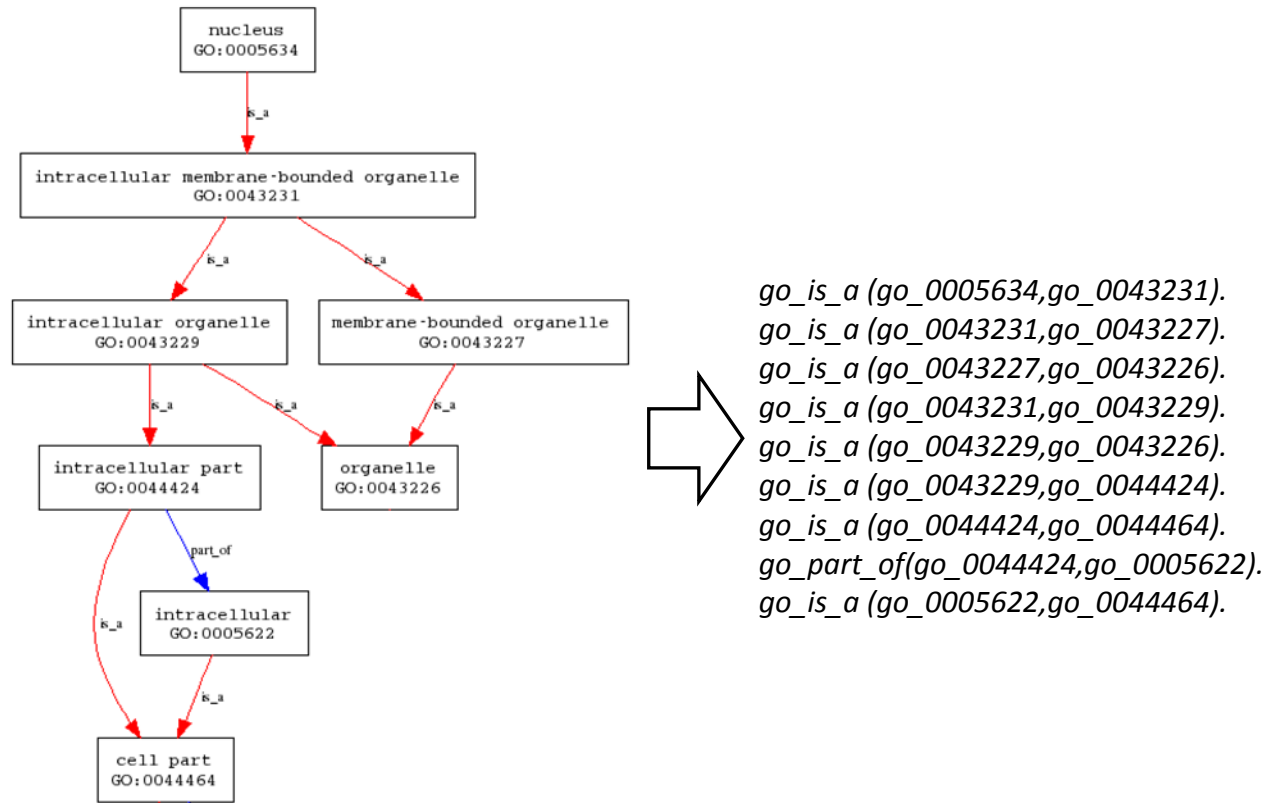 nucleus
GO:0005634
is_a
intracellular membrane-bounded organelle
GO:0043231
is_a
is_a
intracellular organelle
GO:0043229
membrane-bounded organelle
GO:0043227
is_a
is_a
is_a
intracellular part
GO:0044424
organelle
GO:0043226
part_of
intracellular
GO:0005622
is_a
is_a
cell part
GO:0044464
go_is_a (go_0005634,go_0043231).
go_is_a (go_0043231,go_0043227).
go_is_a (go_0043227,go_0043226).
go_is_a (go_0043231,go_0043229).
go_is_a (go_0043229,go_0043226).
go_is_a (go_0043229,go_0044424).
go_is_a (go_0044424,go_0044464).
go_part_of(go_0044424,go_0005622).
go_is_a (go_0005622,go_0044464).